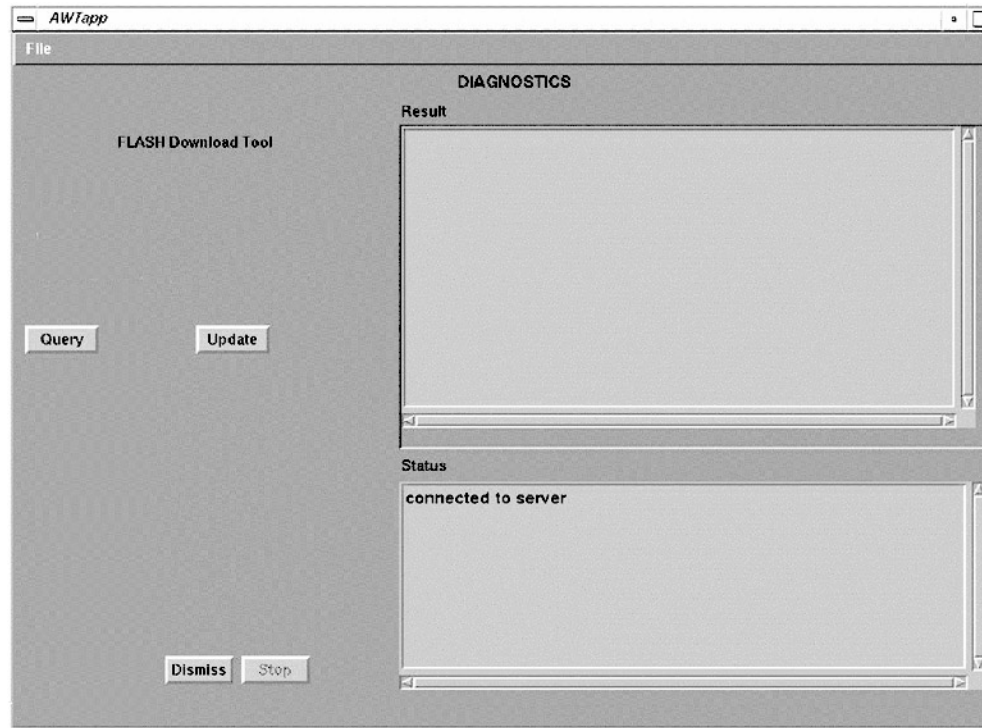 AWTapp
File
DIAGNOSTICS
Result
FLASH Download Tool
Query
Update
Status
connected to server
Dismiss
Stop